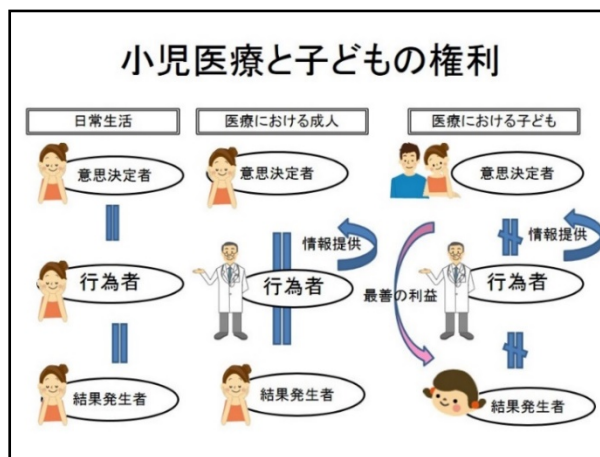 小児医療と子どもの権利
日常生活
医療における成人
医療における子ども
意思決定者
意思決定者
意思決定者
情報提供
情報提供
行為者
行為者
行為者
最善の利益
結果発生者
結果発生者
結果発生者